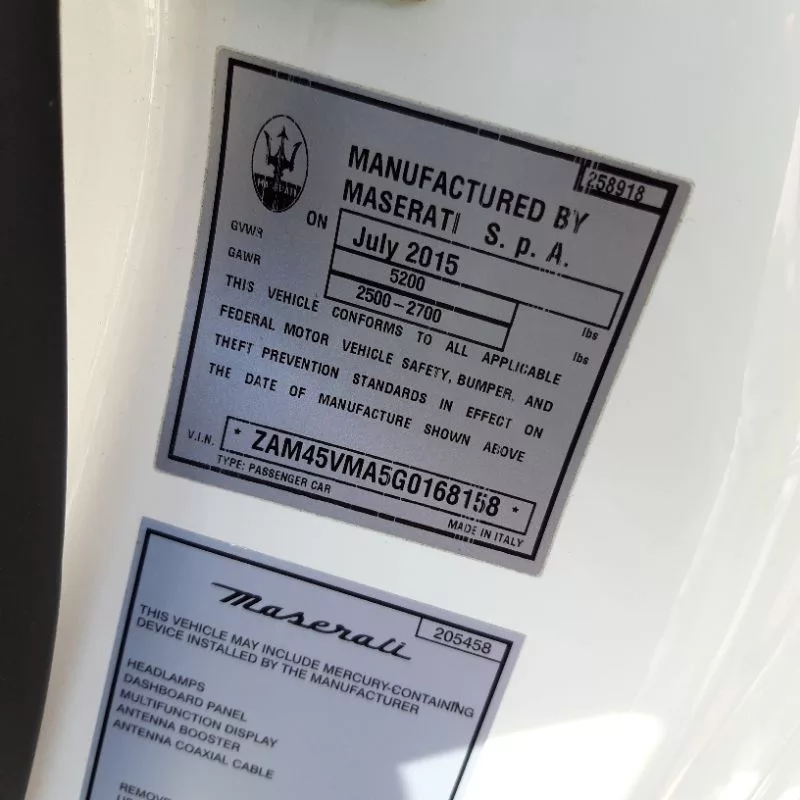 258918
MANUFACTURED BY
MASERATI S. p. A.
ON July 2015
GVWR 5200 lbs
GAWR 2500-2700 lbs
THIS VEHICLE CONFORMS TO ALL APPLICABLE
FEDERAL MOTOR VEHICLE SAFETY, BUMPER, AND
THEFT PREVENTION STANDARDS IN EFFECT ON
THE DATE OF MANUFACTURE SHOWN ABOVE
V.I.N. * ZAM45VMA5G0168158 *
TYPE: PASSENGER CAR
MADE IN ITALY
Maserati
205458
THIS VEHICLE MAY INCLUDE MERCURY-CONTAINING
DEVICE INSTALLED BY THE MANUFACTURER
HEADLAMPS
DASHBOARD PANEL
MULTIFUNCTION DISPLAY
ANTENNA BOOSTER
ANTENNA COAXIAL CABLE